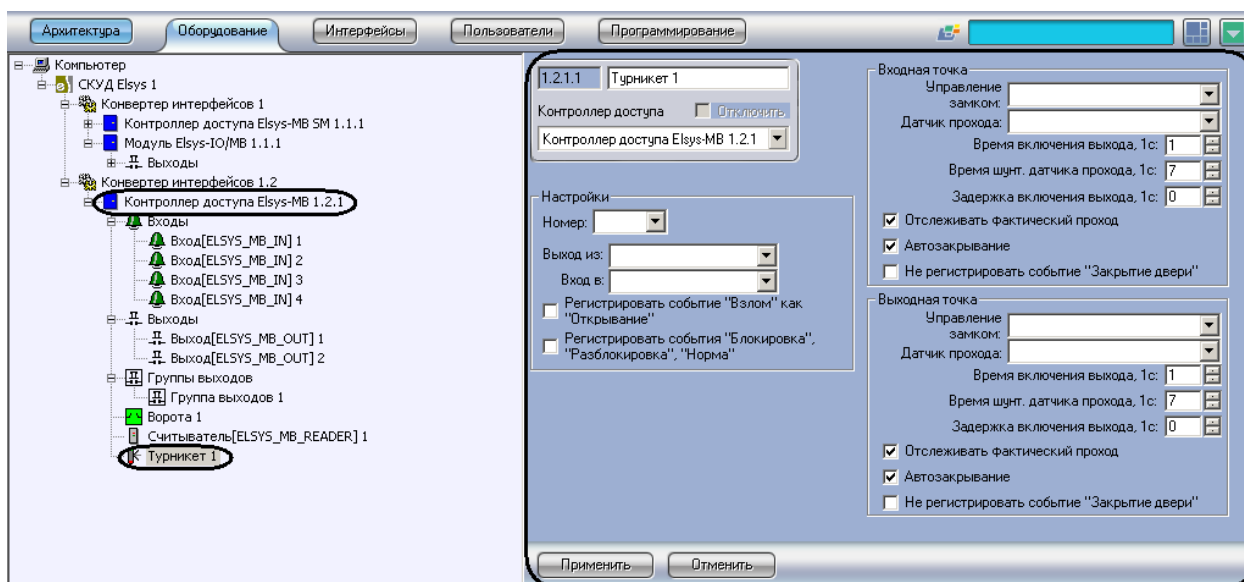 Архитектура Оборудование Интерфейсы Пользователи Программирование
Компьютер
СКУД Elsys 1
Конвертер интерфейсов 1
Контроллер доступа Elsys-MB SM 1.1.1
Модуль Elsys-IO/MB 1.1.1
Выходы
Конвертер интерфейсов 1.2
Контроллер доступа Elsys-MB 1.2.1
Входы
Вход[ELSYS_MB_IN] 1
Вход[ELSYS_MB_IN] 2
Вход[ELSYS_MB_IN] 3
Вход[ELSYS_MB_IN] 4
Выходы
Выход[ELSYS_MB_OUT] 1
Выход[ELSYS_MB_OUT] 2
Группы выходов
Группа выходов 1
Ворота 1
Считыватель[ELSYS_MB_READER] 1
Турникет 1
1.2.1.1 Турникет 1
Контроллер доступа Отключить
Контроллер доступа Elsys-MB 1.2.1
Настройки
Номер:
Выход из:
Вход в:
Регистрировать событие "Взлом" как
"Открывание"
Регистрировать события "Блокировка",
"Разблокировка", "Норма"
Входная точка
Управление
замком:
Датчик прохода:
Время включения выхода, 1с: 1
Время шунт. датчика прохода, 1с: 7
Задержка включения выхода, 1с: 0
Отслеживать фактический проход
Автозакрывание
Не регистрировать событие "Закрытие двери"
Выходная точка
Управление
замком:
Датчик прохода:
Время включения выхода, 1с: 1
Время шунт. датчика прохода, 1с: 7
Задержка включения выхода, 1с: 0
Отслеживать фактический проход
Автозакрывание
Не регистрировать событие "Закрытие двери"
Применить Отменить